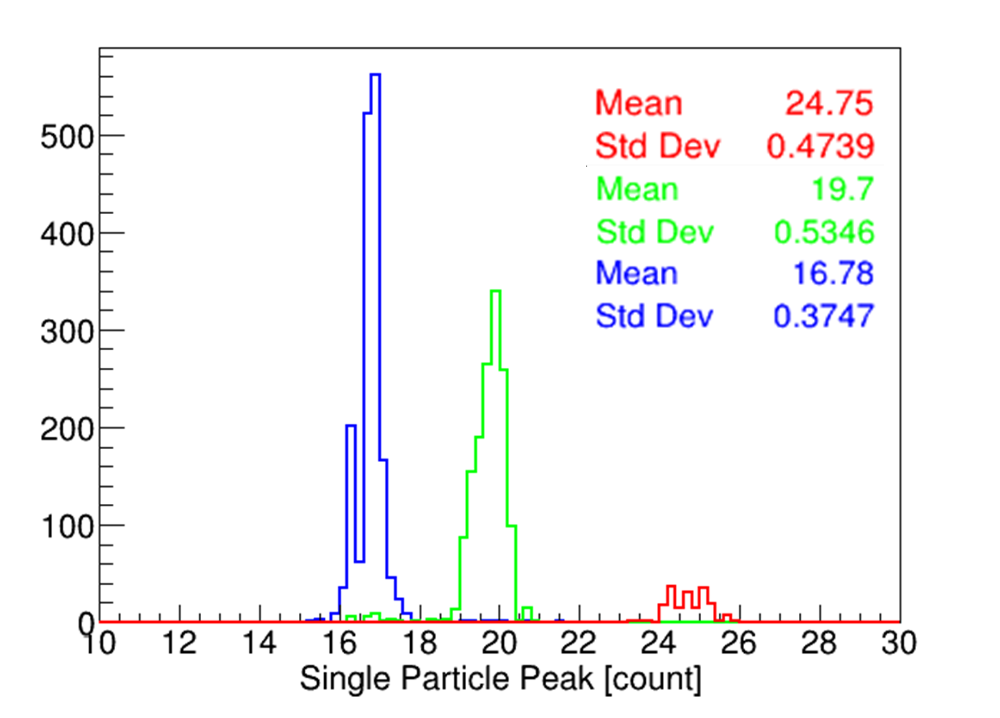 Mean 24.75
Std Dev 0.4739
Mean 19.7
Std Dev 0.5346
Mean 16.78
Std Dev 0.3747
500
400
300
200
100
0
10 12 14 16 18 20 22 24 26 28 30
Single Particle Peak [count]